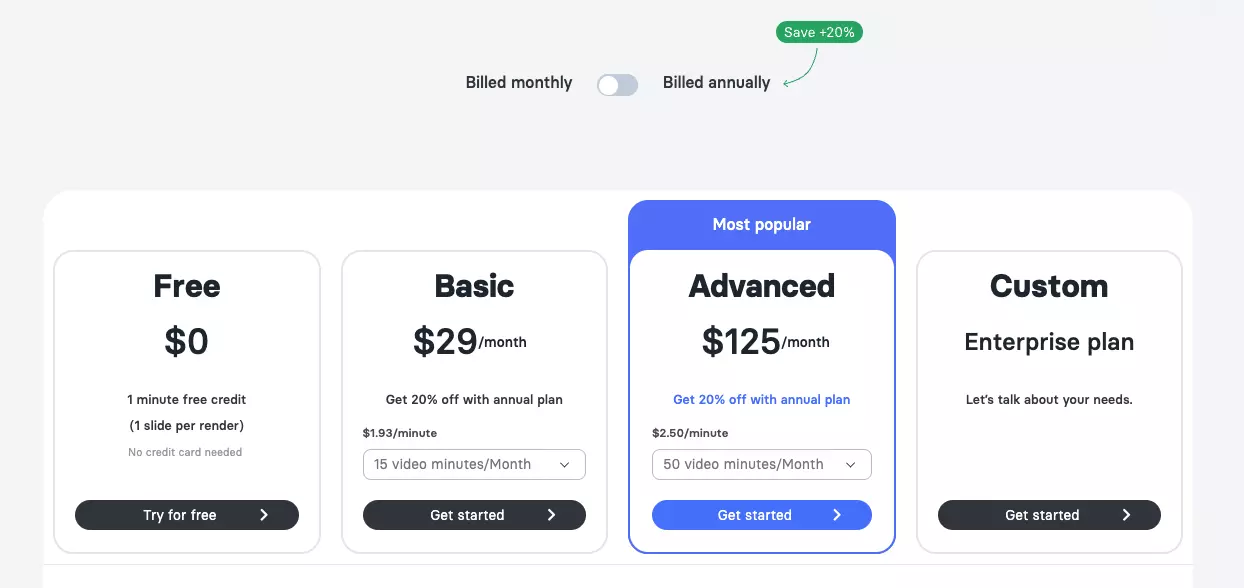 Save +20%
Billed monthly
Billed annually
Most popular
Free
$0
1 minute free credit
(1 slide per render)
No credit card needed
Try for free
Basic
$29/month
Get 20% off with annual plan
$1.93/minute
15 video minutes/Month
Get started
Advanced
$125/month
Get 20% off with annual plan
$2.50/minute
50 video minutes/Month
Get started
Custom
Enterprise plan
Let's talk about your needs.
Get started